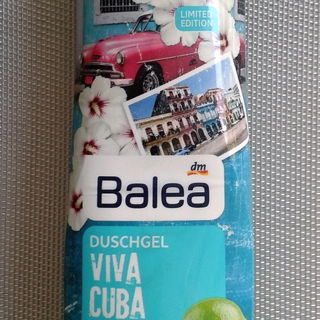 LIMITED
EDITION
dm
Balea
DUSCHGEL
VIVA
CUBA